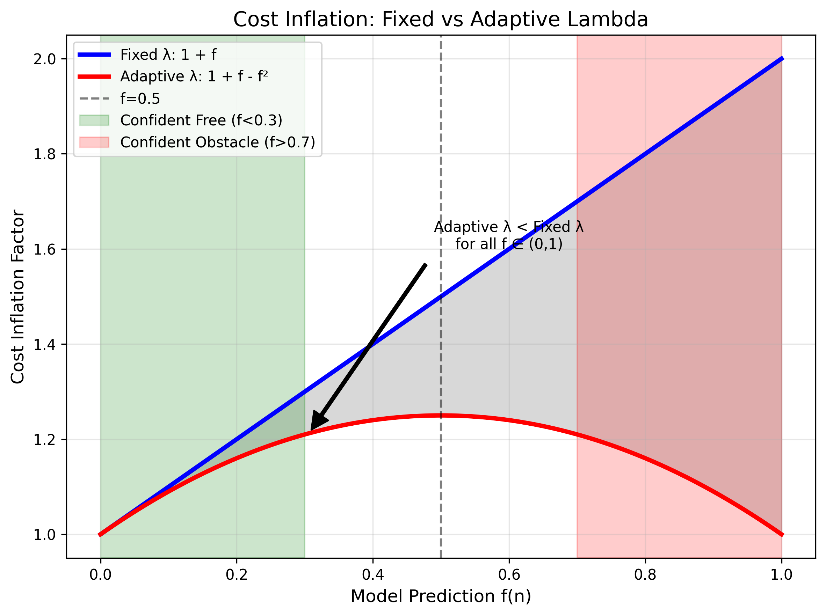 Cost Inflation: Fixed vs Adaptive Lambda
Fixed λ: 1 + f
Adaptive λ: 1 + f - f²
f=0.5
Confident Free (f<0.3)
Confident Obstacle (f>0.7)
Adaptive λ < Fixed λ
for all f ∈ (0,1)
Cost Inflation Factor
2.0
1.8
1.6
1.4
1.2
1.0
0.0 0.2 0.4 0.6 0.8 1.0
Model Prediction f(n)